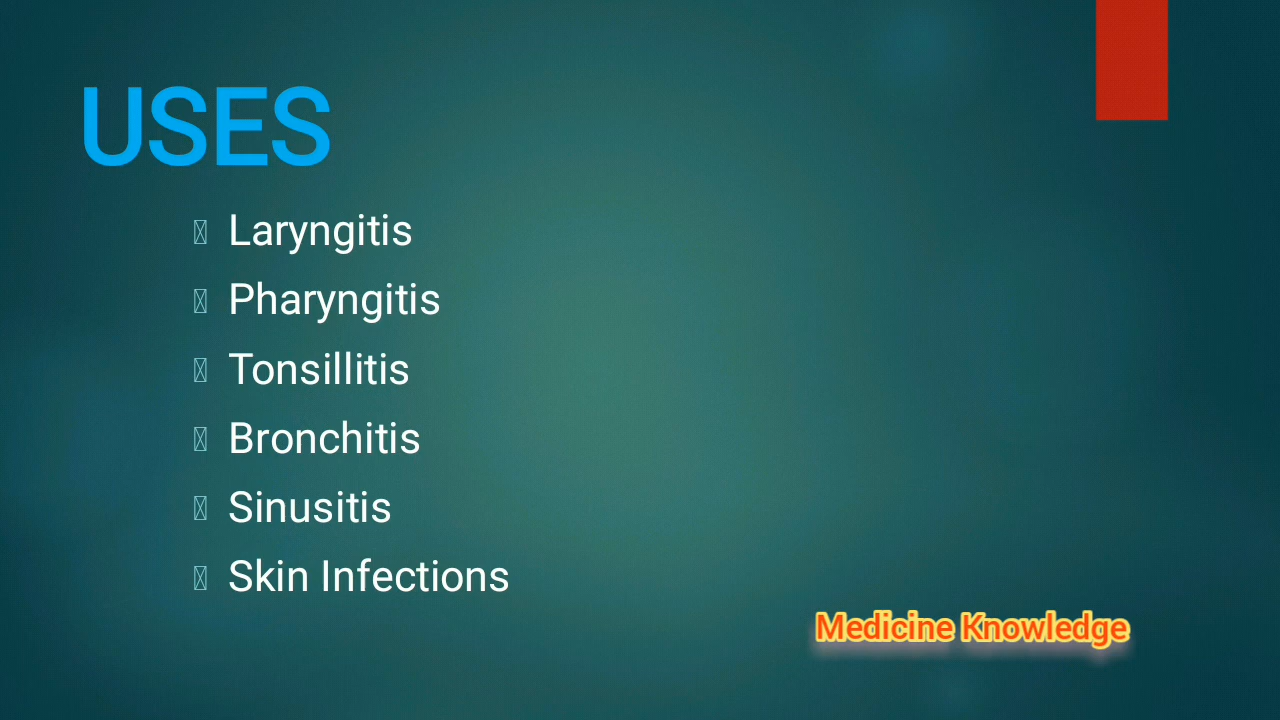 USES
Laryngitis
Pharyngitis
Tonsillitis
Bronchitis
Sinusitis
Skin Infections
Medicine Knowledge